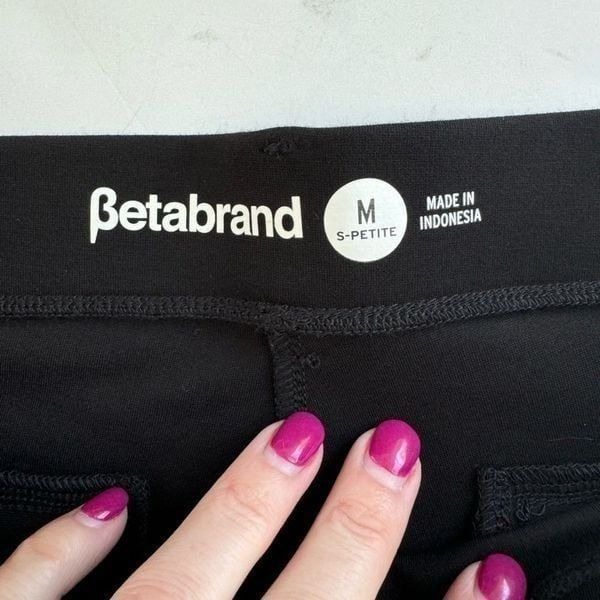 βetabrand
M
S-PETITE
MADE IN
INDONESIA